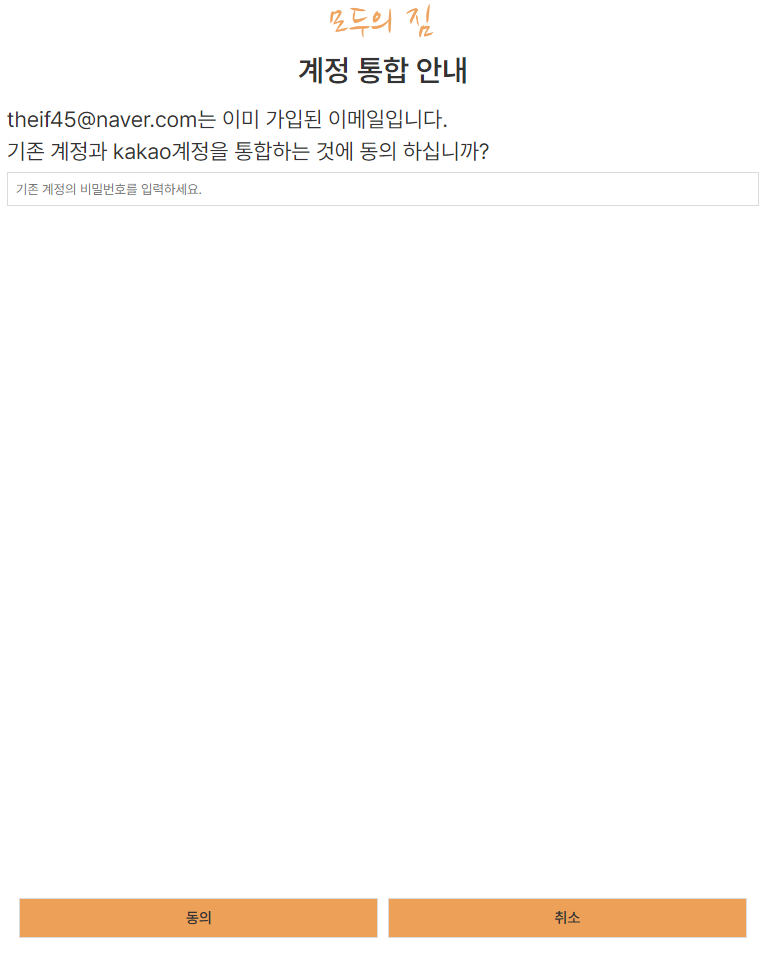 모두의 짐
계정 통합 안내
theif45@naver.com는 이미 가입된 이메일입니다.
기존 계정과 kakao계정을 통합하는 것에 동의 하십니까?
기존 계정의 비밀번호를 입력하세요.
동의
취소